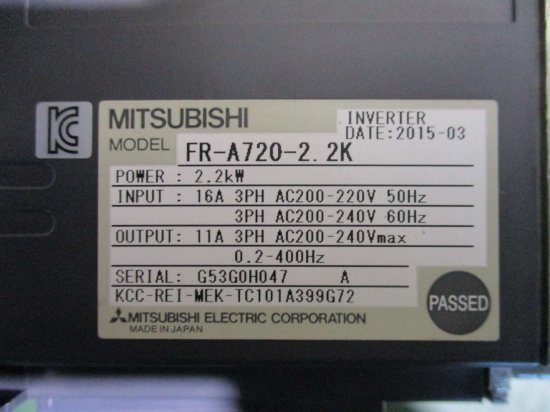 MITSUBISHI
INVERTER
DATE:2015-03
MODEL FR-A720-2.2K
POWER : 2.2kW
INPUT : 16A 3PH AC200-220V 50Hz
3PH AC200-240V 60Hz
OUTPUT: 11A 3PH AC200-240Vmax
0.2-400Hz
SERIAL: G53G0H047 A
KCC-REI-MEK-TC101A399G72
PASSED
MITSUBISHI ELECTRIC CORPORATION
MADE IN JAPAN